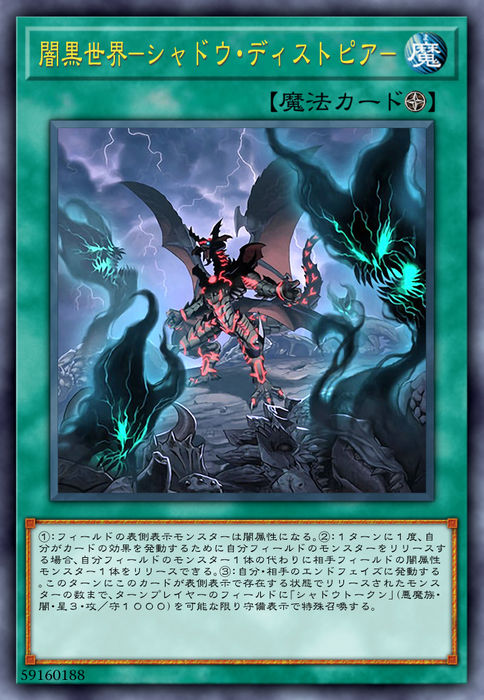 闇黒世界－シャドウ・ディストピア－ 魔
【魔法カード】
①：フィールドの表側表示モンスターは闇属性になる。②：１ターンに１度、自
分がカードの効果を発動するために自分フィールドのモンスターをリリースす
る場合、自分フィールドのモンスター１体の代わりに相手フィールドの闇属性
モンスター１体をリリースできる。③：自分・相手のエンドフェイズに発動する
。このターンにこのカードが表側表示で存在する状態でリリースされたモンス
ターの数まで、ターンプレイヤーのフィールドに「シャドウトークン」（悪魔族・
闇・星３・攻／守１０００）を可能な限り守備表示で特殊召喚する。
59160188